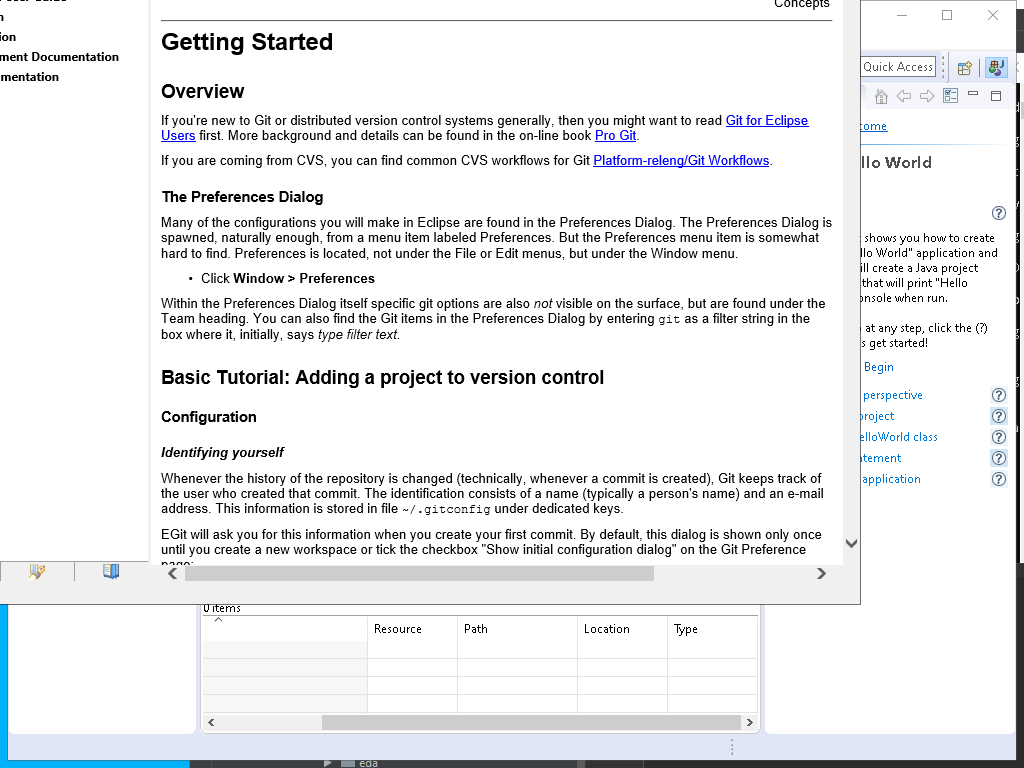 Concepts
ion
ment Documentation
mentation
Getting Started
Overview
If you're new to Git or distributed version control systems generally, then you might want to read Git for Eclipse
Users first. More background and details can be found in the on-line book Pro Git.
If you are coming from CVS, you can find common CVS workflows for Git Platform-releng/Git Workflows.
The Preferences Dialog
Many of the configurations you will make in Eclipse are found in the Preferences Dialog. The Preferences Dialog is
spawned, naturally enough, from a menu item labeled Preferences. But the Preferences menu item is somewhat
hard to find. Preferences is located, not under the File or Edit menus, but under the Window menu.
• Click Window > Preferences
Within the Preferences Dialog itself specific git options are also not visible on the surface, but are found under the
Team heading. You can also find the Git items in the Preferences Dialog by entering git as a filter string in the
box where it, initially, says type filter text.
Basic Tutorial: Adding a project to version control
Configuration
Identifying yourself
Whenever the history of the repository is changed (technically, whenever a commit is created), Git keeps track of
the user who created that commit. The identification consists of a name (typically a person's name) and an e-mail
address. This information is stored in file ~/.gitconfig under dedicated keys.
EGit will ask you for this information when you create your first commit. By default, this dialog is shown only once
until you create a new workspace or tick the checkbox "Show initial configuration dialog" on the Git Preference
page:
Quick Access
ome
llo World
shows you how to create
llo World" application and
ill create a Java project
that will print "Hello
onsole when run.
at any step, click the (?)
s get started!
Begin
perspective
project
elloWorld class
tement
application
0 items
Resource
Path
Location
Type
eda